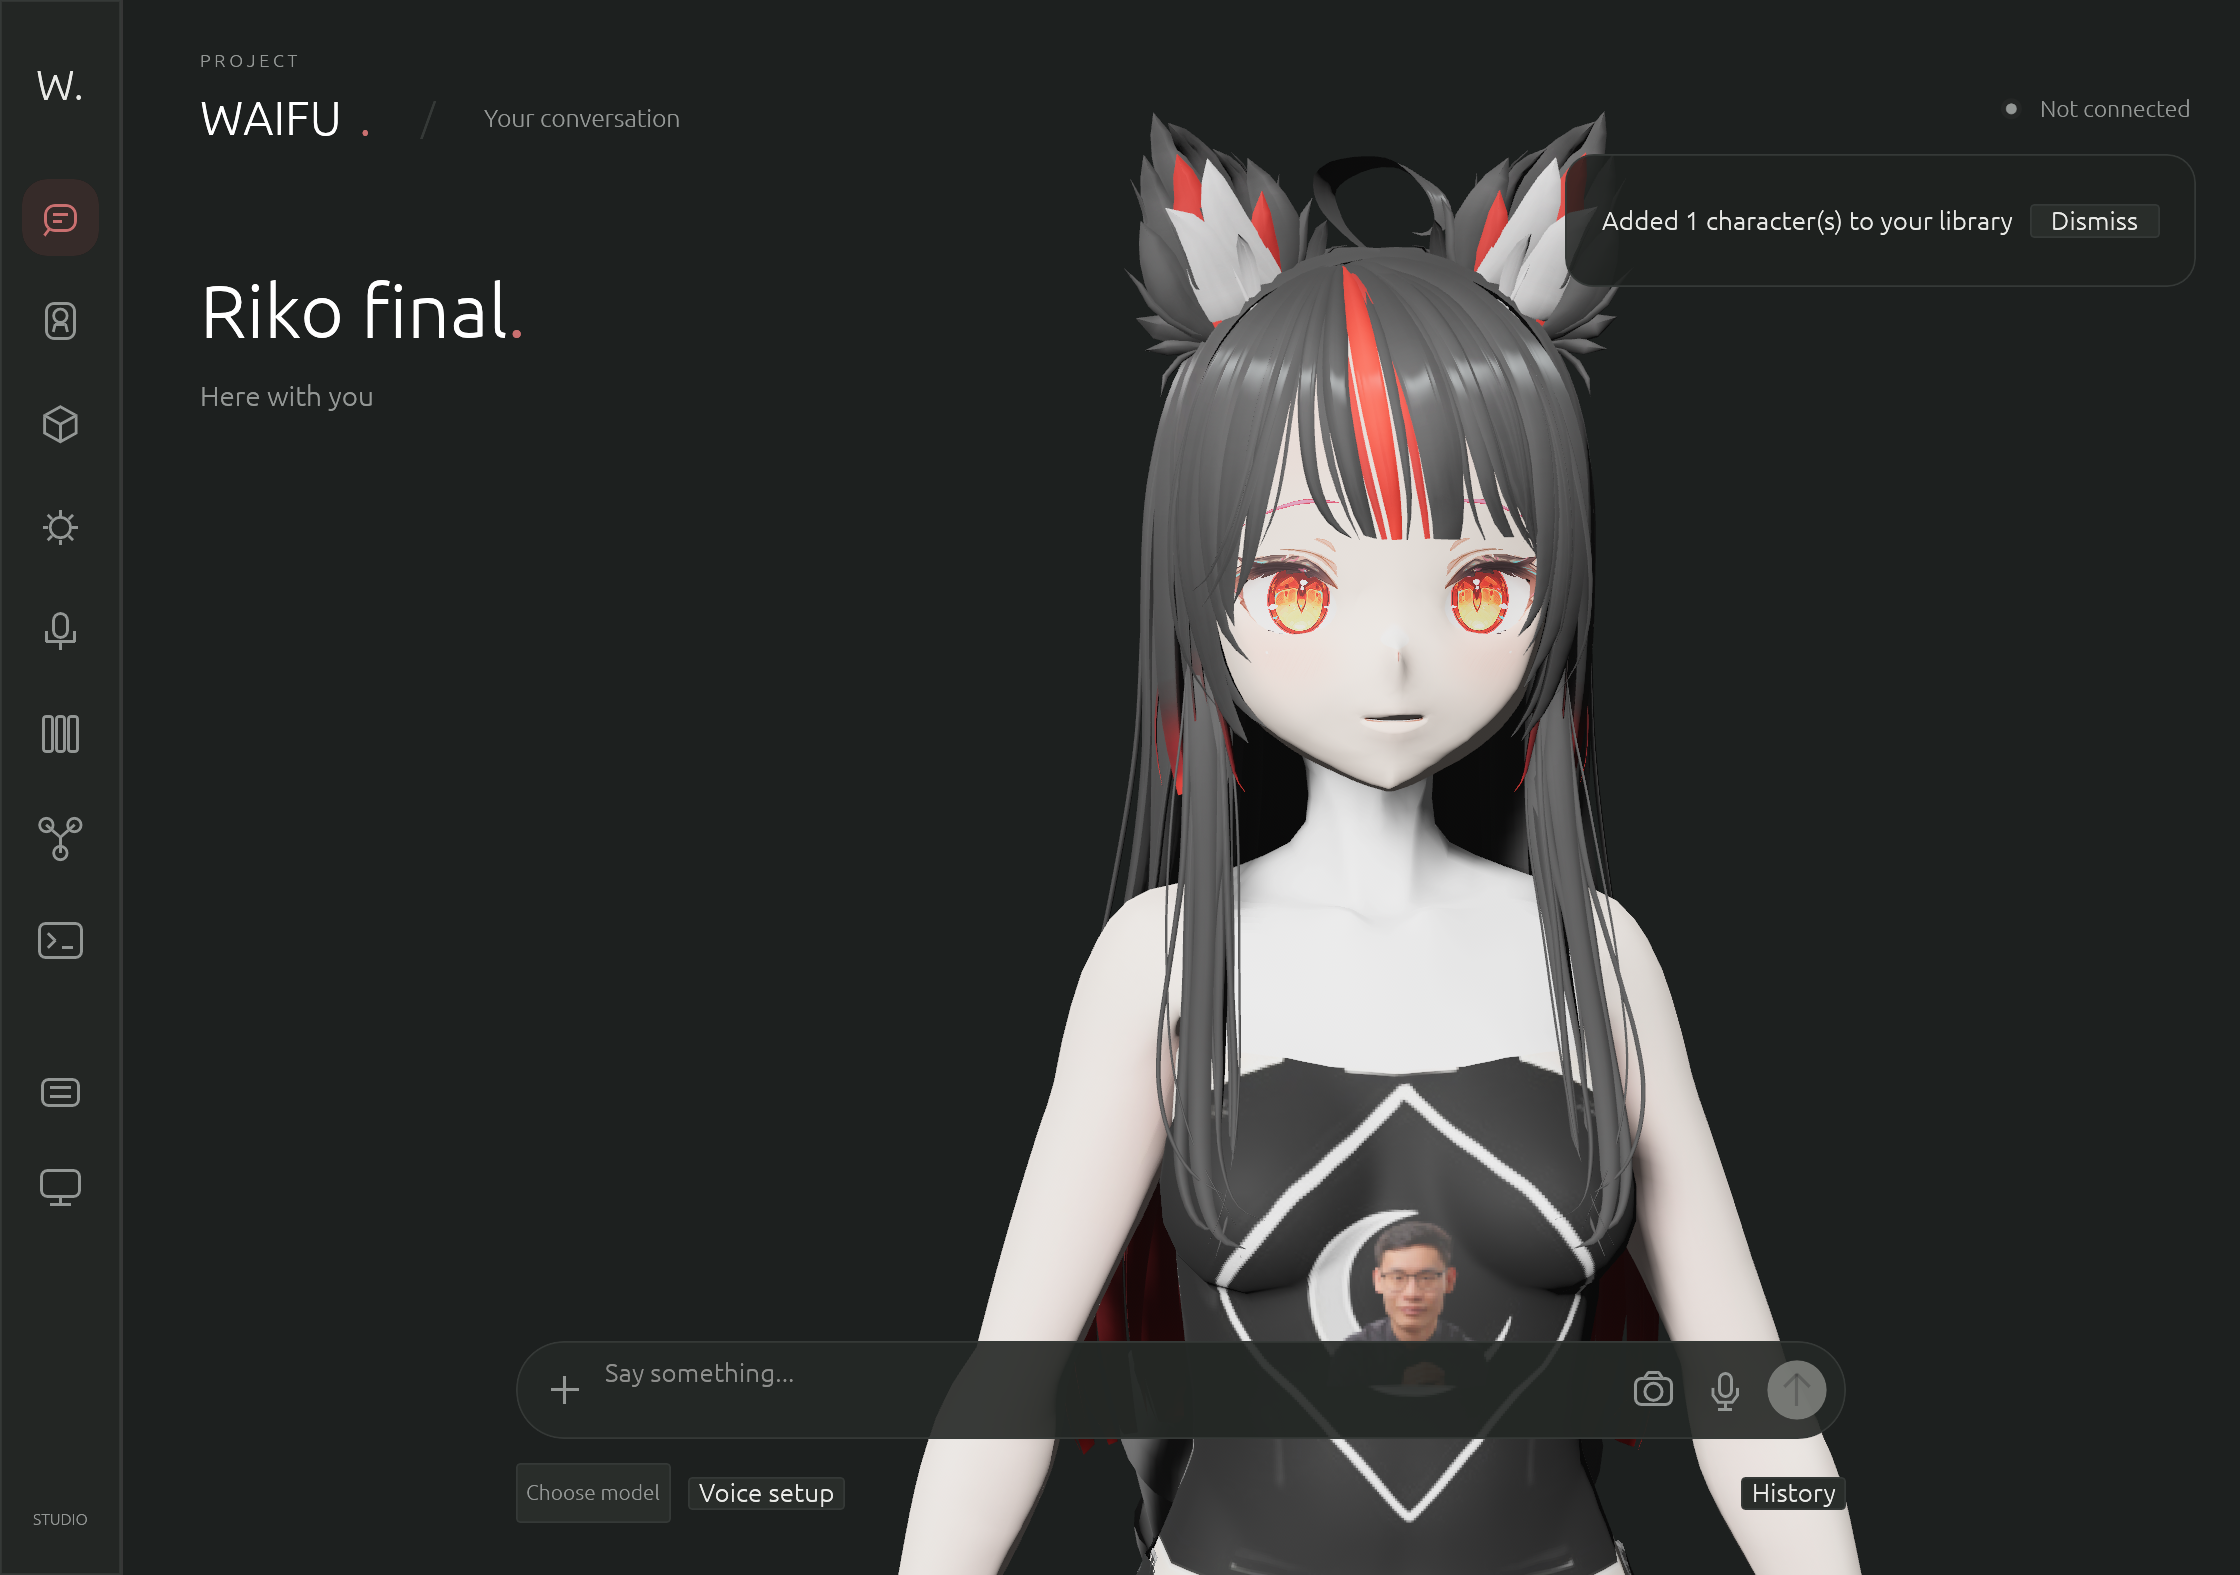 PROJECT
W.
WAIFU . / Your conversation
Not connected
Added 1 character(s) to your library Dismiss
Riko final.
Here with you
Say something...
Choose model Voice setup History
STUDIO